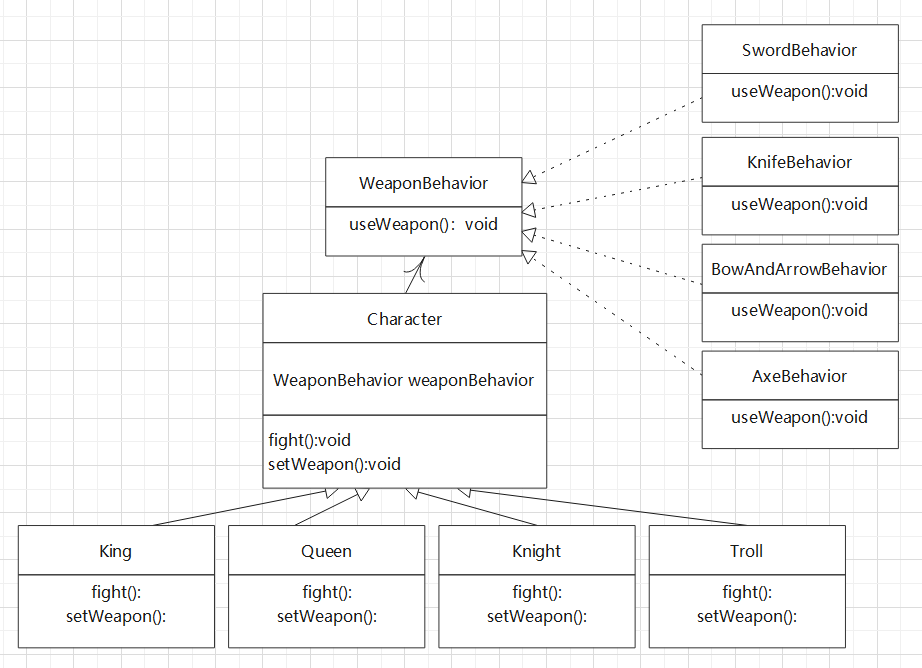 SwordBehavior
useWeapon():void
WeaponBehavior
useWeapon():  void
KnifeBehavior
useWeapon():void
BowAndArrowBehavior
useWeapon():void
Character
WeaponBehavior weaponBehavior
fight():void
setWeapon():void
AxeBehavior
useWeapon():void
King
fight():
setWeapon():
Queen
fight():
setWeapon():
Knight
fight():
setWeapon():
Troll
fight():
setWeapon():